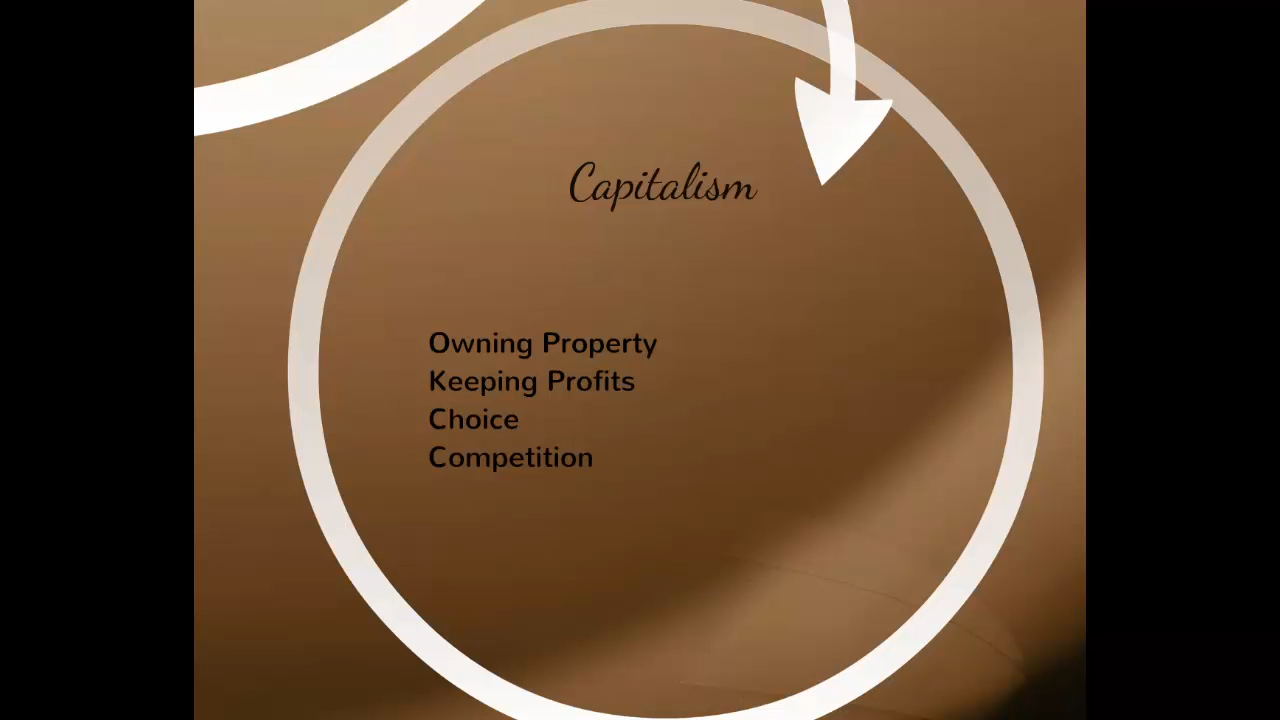 Capitalism
Owning Property
Keeping Profits
Choice
Competition